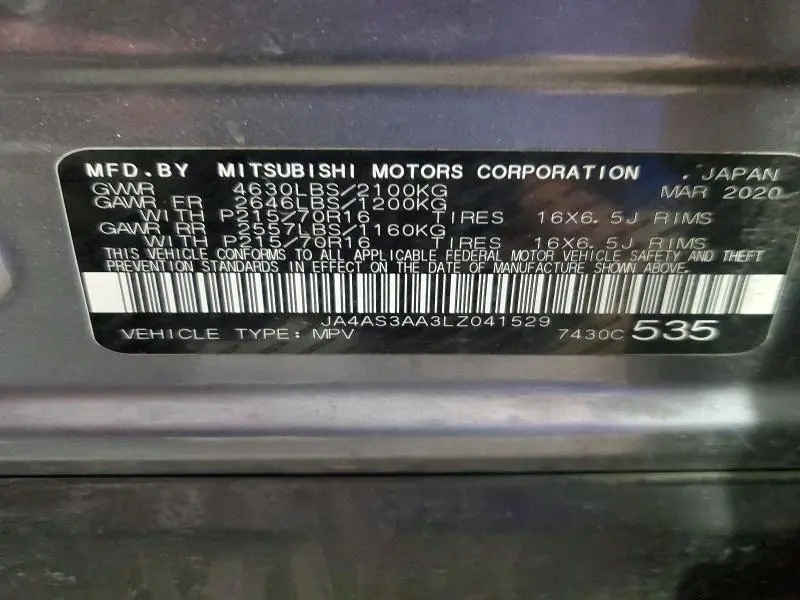 MFD.BY MITSUBISHI MOTORS CORPORATION , JAPAN
GVWR 4630LBS/2100KG MAR 2020
GAWR FR 2646LBS/1200KG
WITH P215/70R16 TIRES 16X6.5J RIMS
GAWR RR 2557LBS/1160KG
WITH P215/70R16 TIRES 16X6.5J RIMS
THIS VEHICLE CONFORMS TO ALL APPLICABLE FEDERAL MOTOR VEHICLE SAFETY AND THEFT
PREVENTION STANDARDS IN EFFECT ON THE DATE OF MANUFACTURE SHOWN ABOVE.
JA4AS3AA3LZ041529
VEHICLE TYPE: MPV 7430C 535